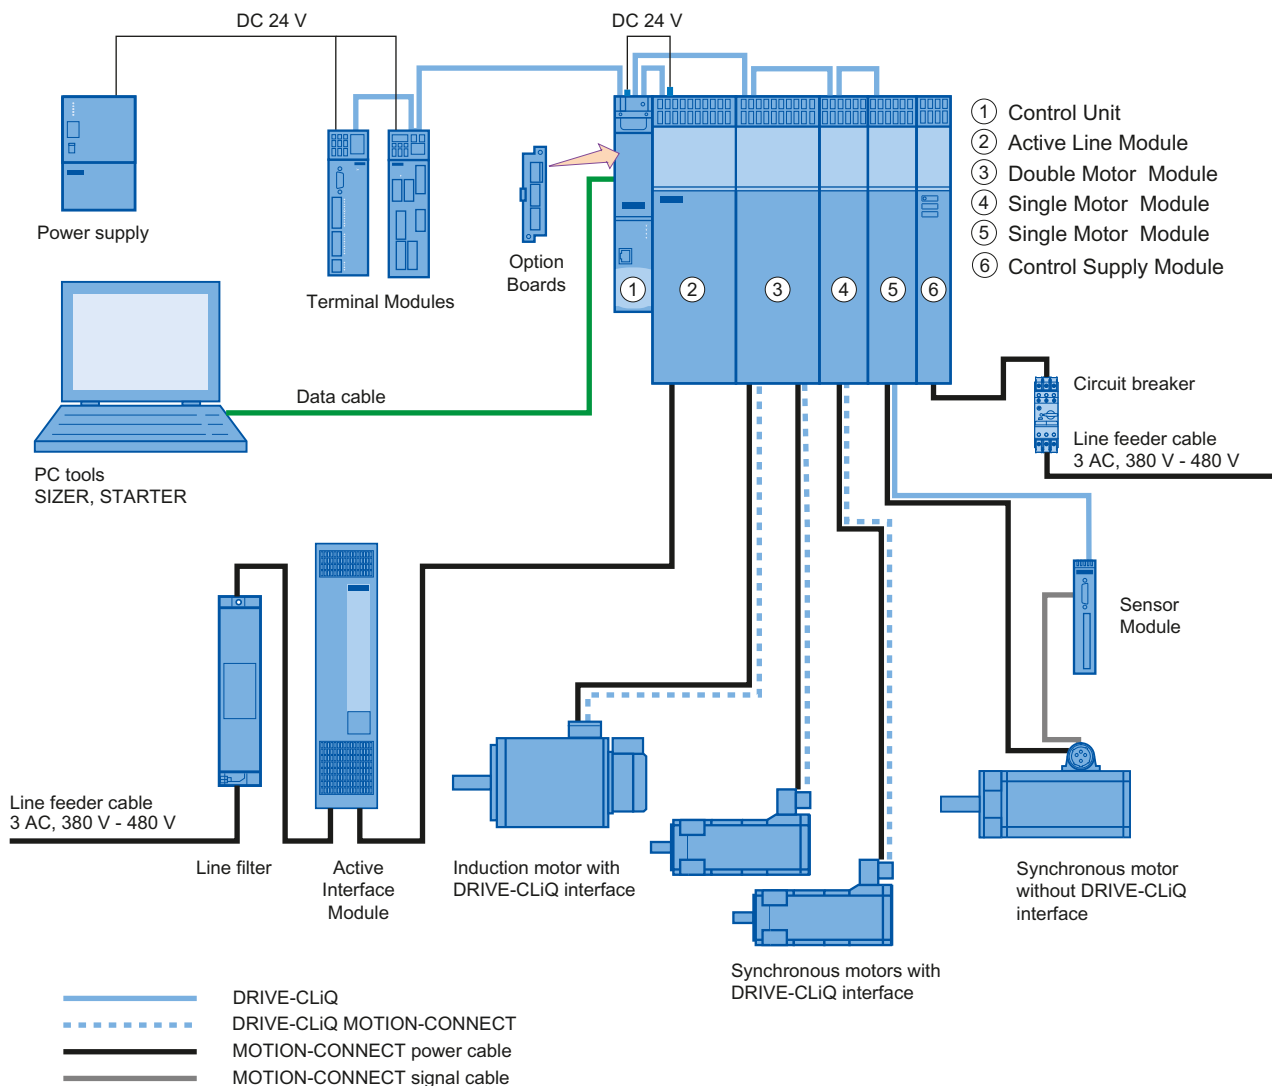 DC 24 V
DC 24 V
① Control Unit
② Active Line Module
③ Double Motor Module
④ Single Motor Module
⑤ Single Motor Module
⑥ Control Supply Module
Power supply
Terminal Modules
Option
Boards
① ② ③ ④ ⑤ ⑥
Data cable
Circuit breaker
Line feeder cable
3 AC, 380 V - 480 V
PC tools
SIZER, STARTER
Sensor
Module
Line feeder cable
3 AC, 380 V - 480 V
Line filter
Active
Interface
Module
Induction motor with
DRIVE-CLiQ interface
Synchronous motor
without DRIVE-CLiQ
interface
Synchronous motors with
DRIVE-CLiQ interface
DRIVE-CLiQ
DRIVE-CLiQ MOTION-CONNECT
MOTION-CONNECT power cable
MOTION-CONNECT signal cable